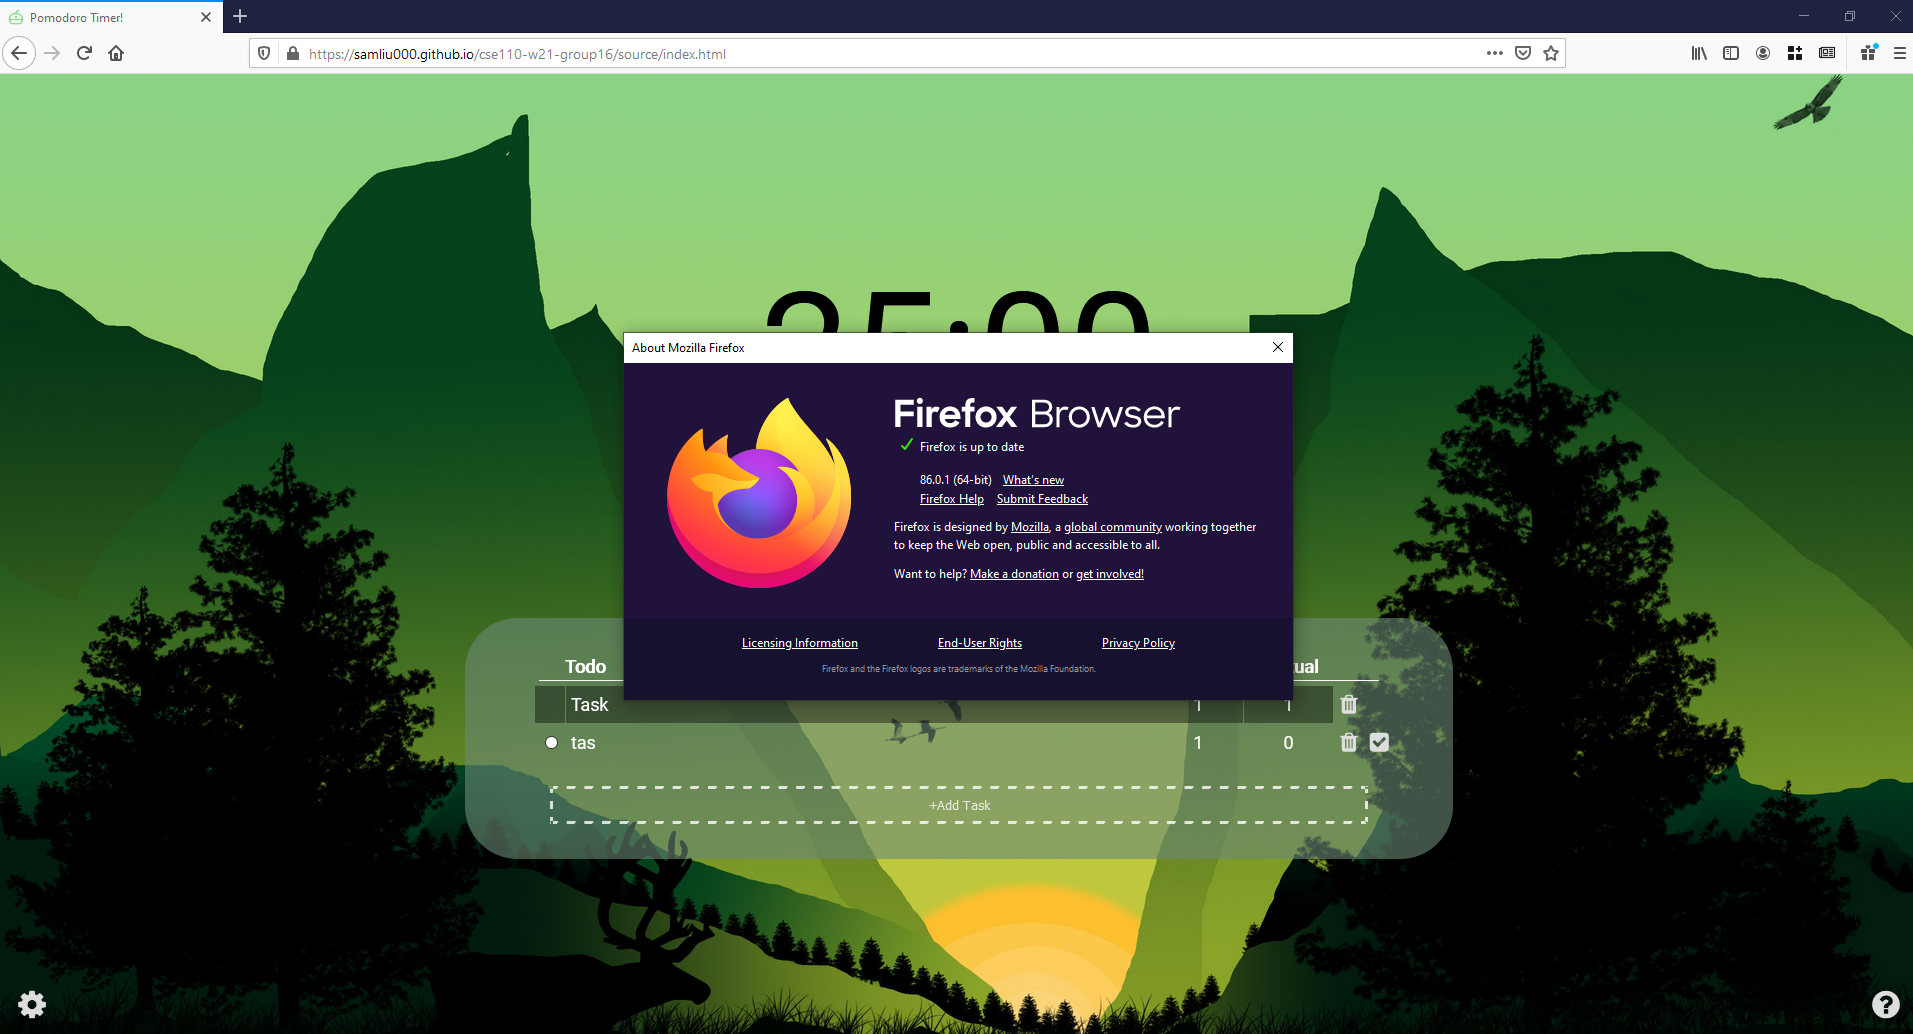 Pomodoro Timer!
https://samliu000.github.io/cse110-w21-group16/source/index.html
25:00
About Mozilla Firefox
Firefox Browser
Firefox is up to date
86.0.1 (64-bit) What's new
Firefox Help Submit Feedback
Firefox is designed by Mozilla, a global community working together
to keep the Web open, public and accessible to all.
Want to help? Make a donation or get involved!
Licensing Information End-User Rights Privacy Policy
Firefox and the Firefox logos are trademarks of the Mozilla Foundation.
Todo tual
Task 1 1
tas 1 0
+Add Task
?